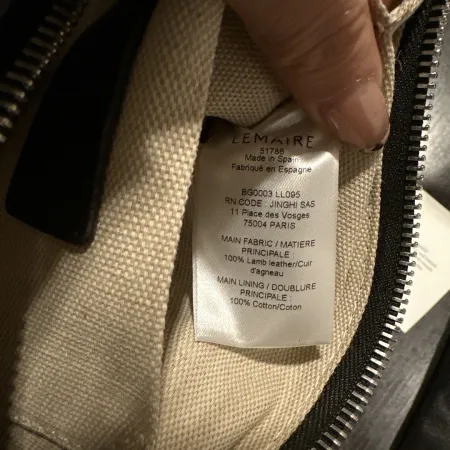 LEMAIRE
51786
Made in Spain
Fabriqué en Espagne
BG0003 LL095
RN CODE : JINGHI SAS
11 Place des Vosges
75004 PARIS
MAIN FABRIC / MATIERE
PRINCIPALE :
100% Lamb leather/Cuir
d'agneau
MAIN LINING / DOUBLURE
PRINCIPALE :
100% Cotton/Coton